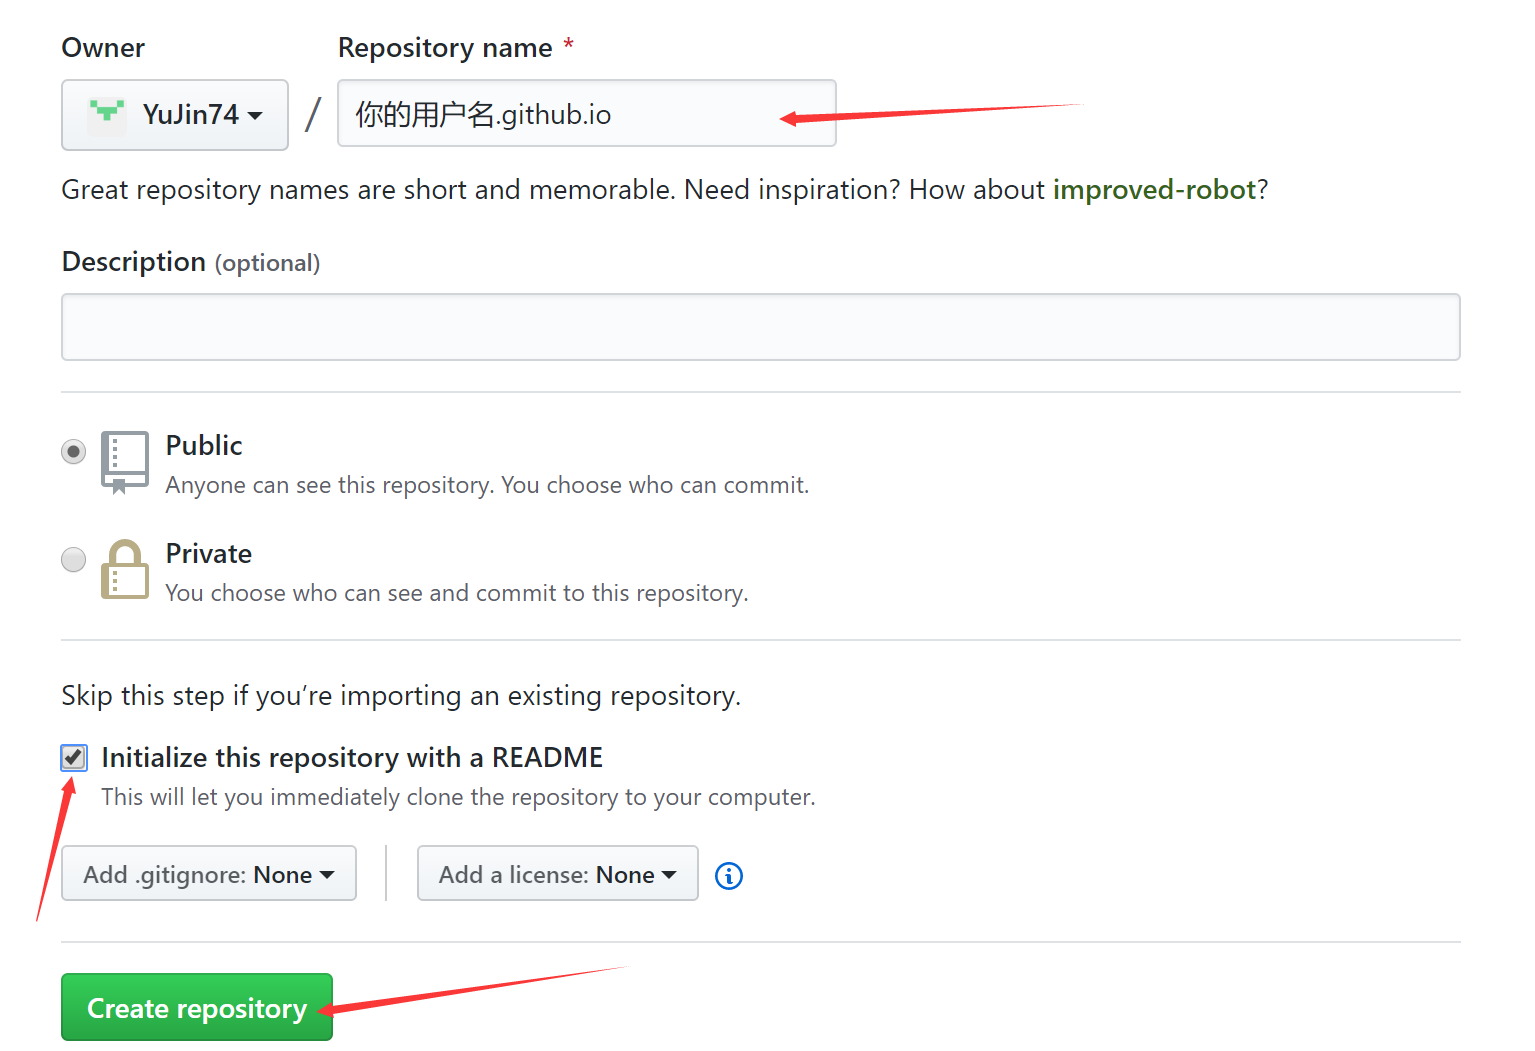 Owner Repository name *
YuJin74 / 你的用户名.github.io
Great repository names are short and memorable. Need inspiration? How about improved-robot?
Description (optional)
Public
Anyone can see this repository. You choose who can commit.
Private
You choose who can see and commit to this repository.
Skip this step if you’re importing an existing repository.
Initialize this repository with a README
This will let you immediately clone the repository to your computer.
Add .gitignore: None Add a license: None
Create repository